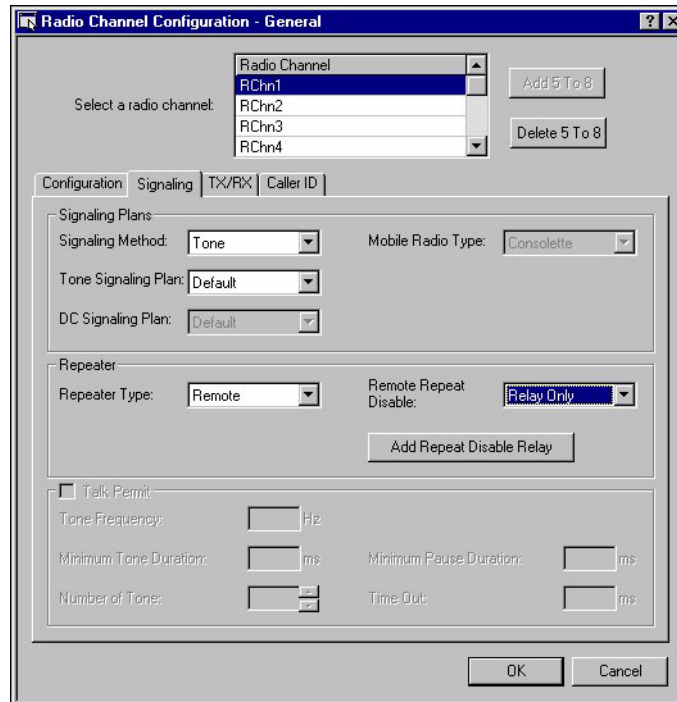 Radio Channel Configuration - General
Select a radio channel:
Radio Channel
RChn1
RChn2
RChn3
RChn4
Add 5 To 8
Delete 5 To 8
Configuration Signaling TX/RX Caller ID
Signaling Plans
Signaling Method: Tone Mobile Radio Type: Consolette
Tone Signaling Plan: Default
DC Signaling Plan: Default
Repeater
Repeater Type: Remote Remote Repeat
Disable: Relay Only
Add Repeat Disable Relay
Talk Permit
Tone Frequency: Hz
Minimum Tone Duration: ms Minimum Pause Duration: ms
Number of Tone: Time Out: ms
OK Cancel